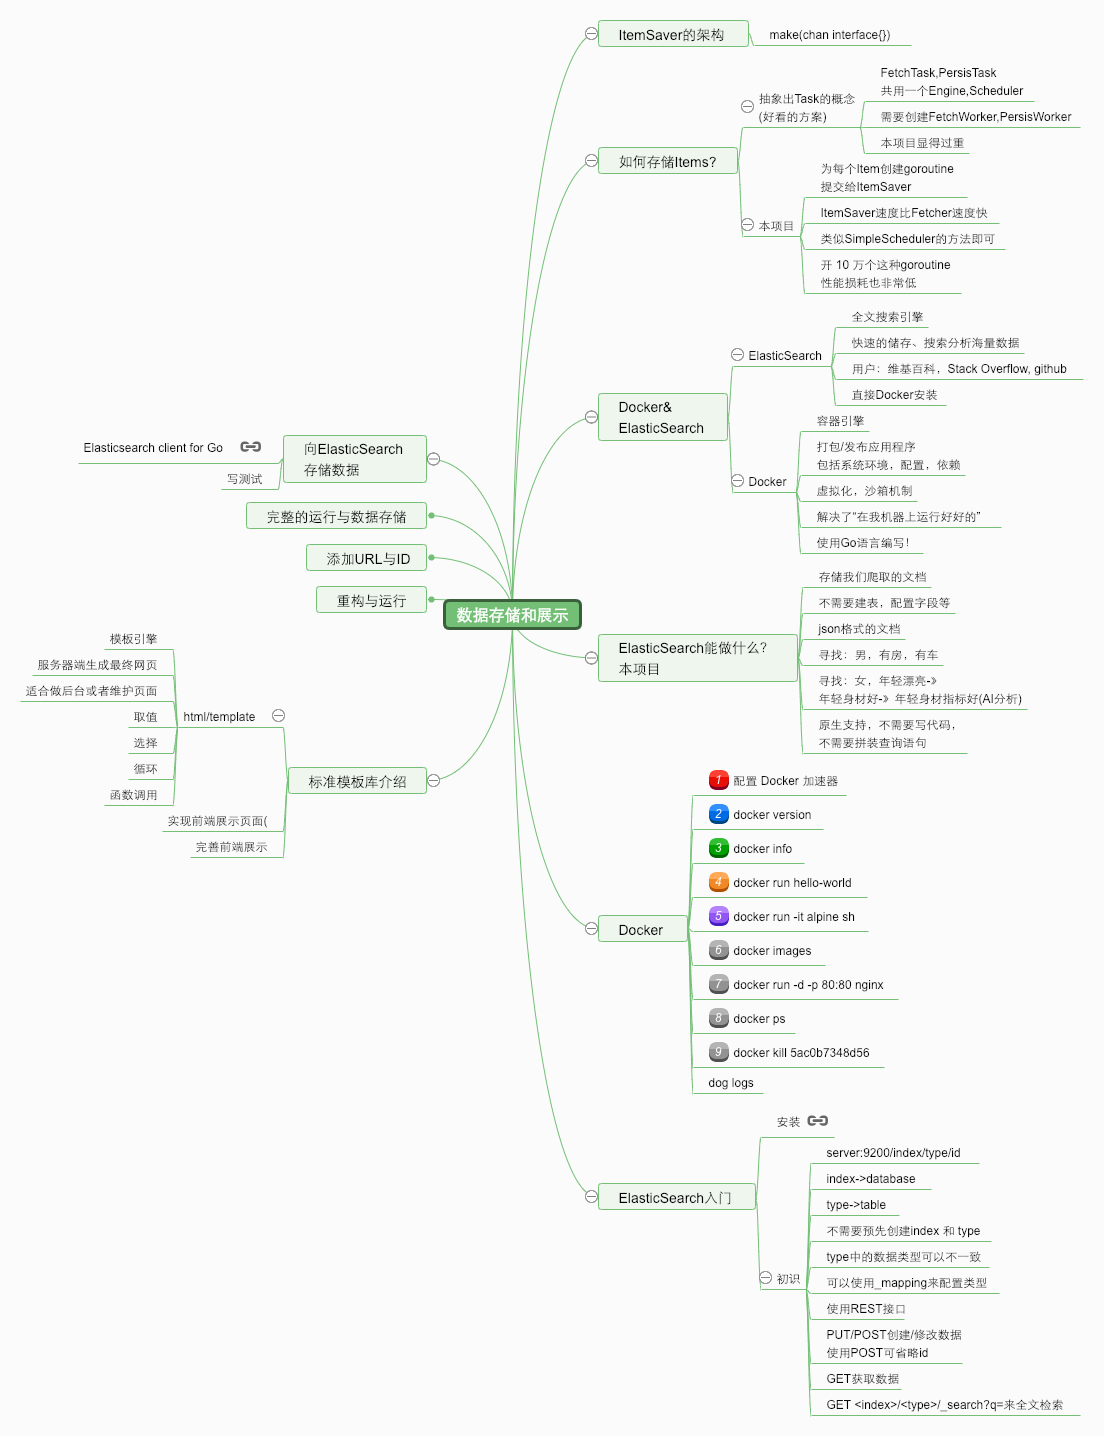 数据存储和展示
ItemSaver的架构
make(chan interface{})
如何存储Items?
抽象出Task的概念
(好看的方案)
FetchTask,PersisTask
共用一个Engine,Scheduler
需要创建FetchWorker,PersisWorker
本项目显得过重
本项目
为每个Item创建goroutine
提交给ItemSaver
ItemSaver速度比Fetcher速度快
类似SimpleScheduler的方法即可
开 10 万个这种goroutine
性能损耗也非常低
Docker&
ElasticSearch
ElasticSearch
全文搜索引擎
快速的储存、搜索分析海量数据
用户：维基百科，Stack Overflow, github
直接Docker安装
Docker
容器引擎
打包/发布应用程序
包括系统环境，配置，依赖
虚拟化，沙箱机制
解决了“在我机器上运行好好的”
使用Go语言编写！
ElasticSearch能做什么？
本项目
存储我们爬取的文档
不需要建表，配置字段等
json格式的文档
寻找：男，有房，有车
寻找：女，年轻漂亮-》
年轻身材好-》年轻身材指标好(AI分析)
原生支持，不需要写代码，
不需要拼装查询语句
Docker
1 配置 Docker 加速器
2 docker version
3 docker info
4 docker run hello-world
5 docker run -it alpine sh
6 docker images
7 docker run -d -p 80:80 nginx
8 docker ps
9 docker kill 5ac0b7348d56
dog logs
ElasticSearch入门
安装
初识
server:9200/index/type/id
index->database
type->table
不需要预先创建index 和 type
type中的数据类型可以不一致
可以使用_mapping来配置类型
使用REST接口
PUT/POST创建/修改数据
使用POST可省略id
GET获取数据
GET <index>/<type>/_search?q=来全文检索
向ElasticSearch
存储数据
Elasticsearch client for Go
写测试
完整的运行与数据存储
添加URL与ID
重构与运行
标准模板库介绍
html/template
模板引擎
服务器端生成最终网页
适合做后台或者维护页面
取值
选择
循环
函数调用
实现前端展示页面(
完善前端展示